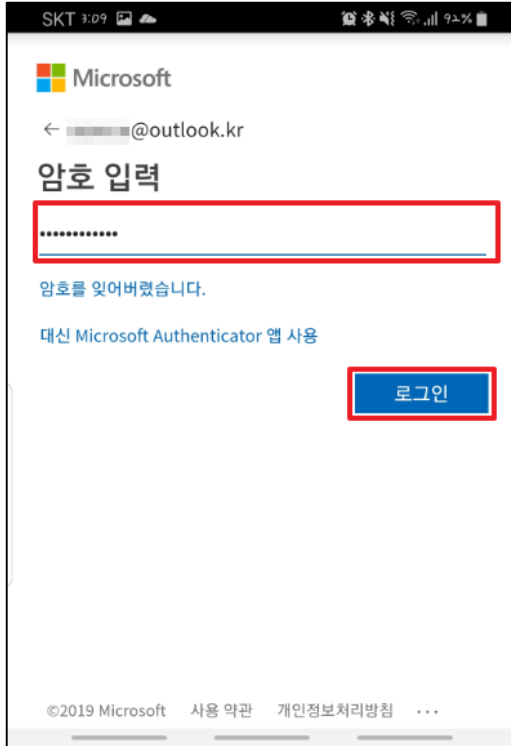 SKT 3:09 92%
Microsoft
@outlook.kr
암호 입력
••••••••••••
암호를 잊어버렸습니다.
대신 Microsoft Authenticator 앱 사용
로그인
©2019 Microsoft 사용 약관 개인정보처리방침 ···